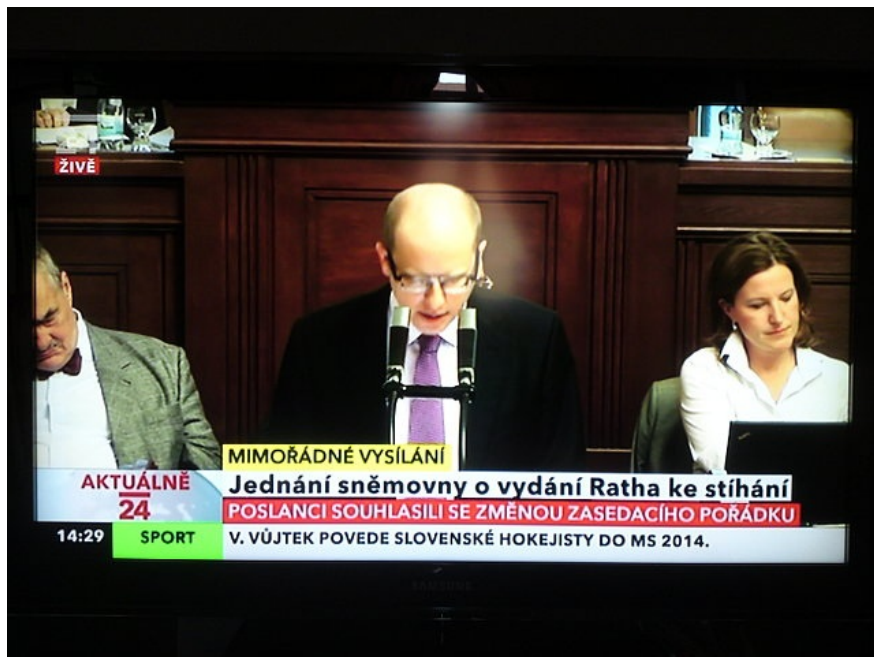 ŽIVĚ
MIMOŘÁDNÉ VYSÍLÁNÍ
AKTUÁLNĚ
24
Jednání sněmovny o vydání Ratha ke stíhání
POSLANCI SOUHLASILI SE ZMĚNOU ZASEDACÍHO POŘÁDKU
14:29
SPORT
V. VŮJTEK POVEDE SLOVENSKÉ HOKEJISTY DO MS 2014.
SAMSUNG